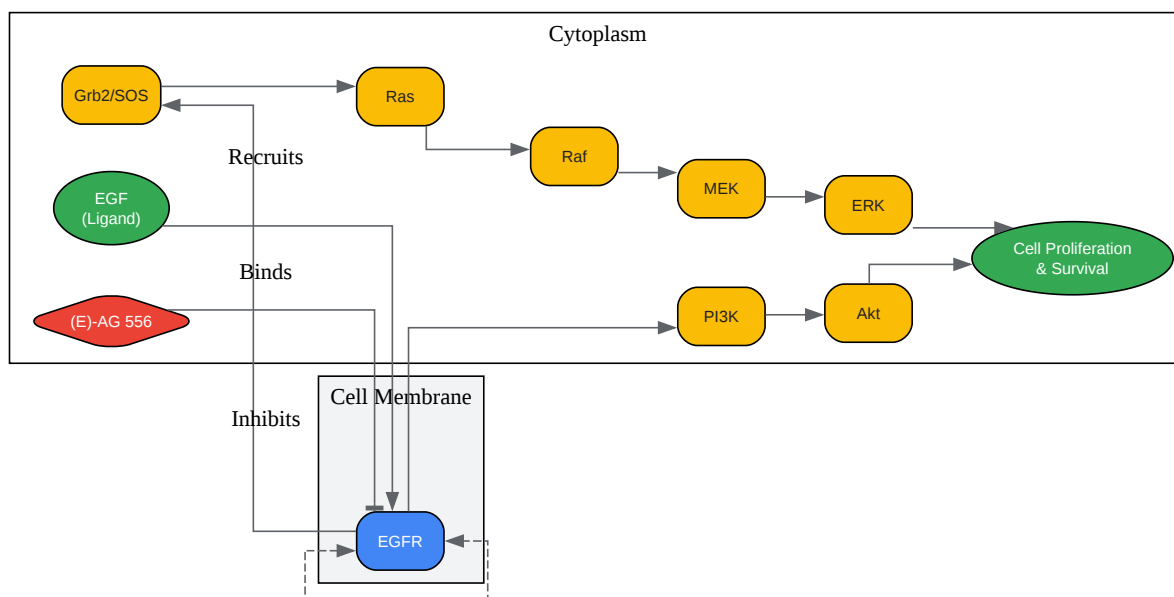 Cytoplasm
Grb2/SOS
Ras
Recruits
Raf
MEK
ERK
EGF
(Ligand)
Cell Proliferation
& Survival
Binds
(E)-AG 556
PI3K
Akt
Cell Membrane
Inhibits
EGFR